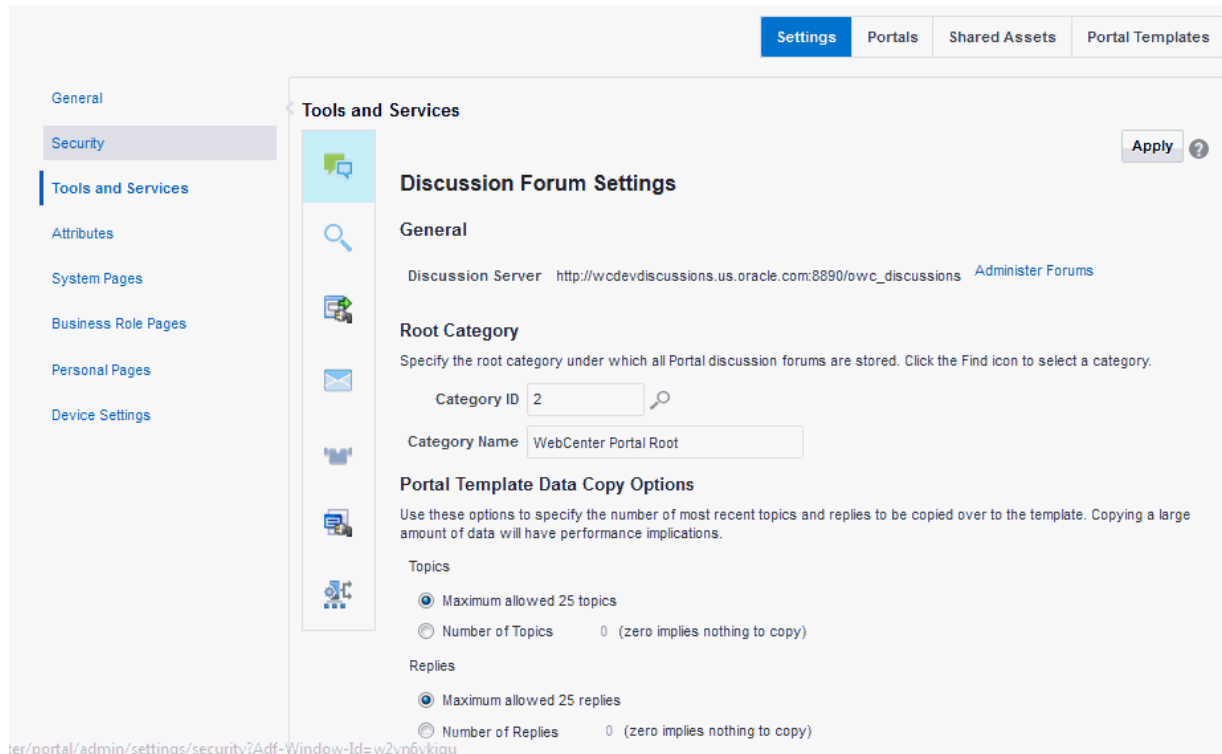 Settings Portals Shared Assets Portal Templates
General
Security
Tools and Services
Attributes
System Pages
Business Role Pages
Personal Pages
Device Settings
Tools and Services
Apply ?
Discussion Forum Settings
General
Discussion Server http://wcdevdiscussions.us.oracle.com:8890/owc_discussions Administer Forums
Root Category
Specify the root category under which all Portal discussion forums are stored. Click the Find icon to select a category.
Category ID 2
Category Name WebCenter Portal Root
Portal Template Data Copy Options
Use these options to specify the number of most recent topics and replies to be copied over to the template. Copying a large
amount of data will have performance implications.
Topics
Maximum allowed 25 topics
Number of Topics 0 (zero implies nothing to copy)
Replies
Maximum allowed 25 replies
Number of Replies 0 (zero implies nothing to copy)